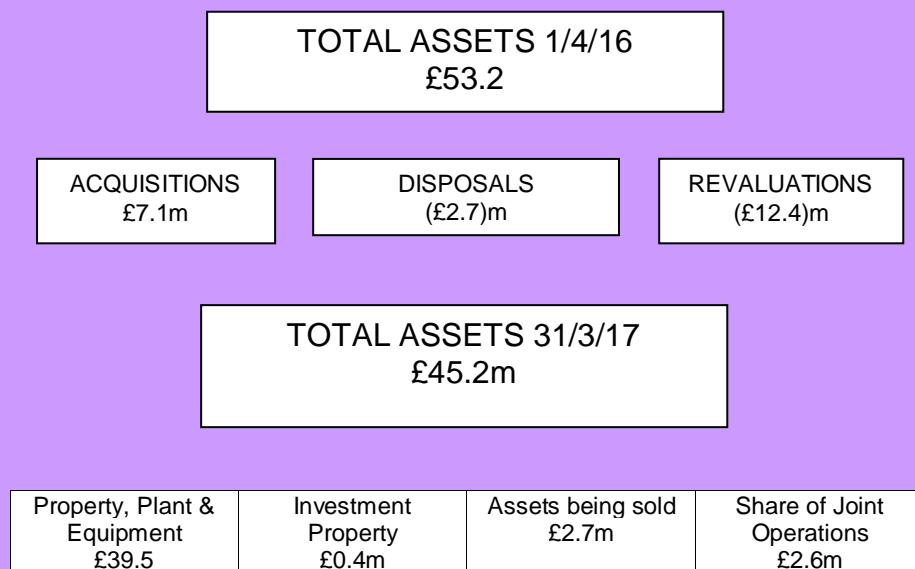 TOTAL ASSETS 1/4/16
£53.2
ACQUISITIONS
£7.1m
DISPOSALS
(£2.7)m
REVALUATIONS
(£12.4)m
TOTAL ASSETS 31/3/17
£45.2m
Property, Plant &
Equipment
£39.5
Investment
Property
£0.4m
Assets being sold
£2.7m
Share of Joint
Operations
£2.6m